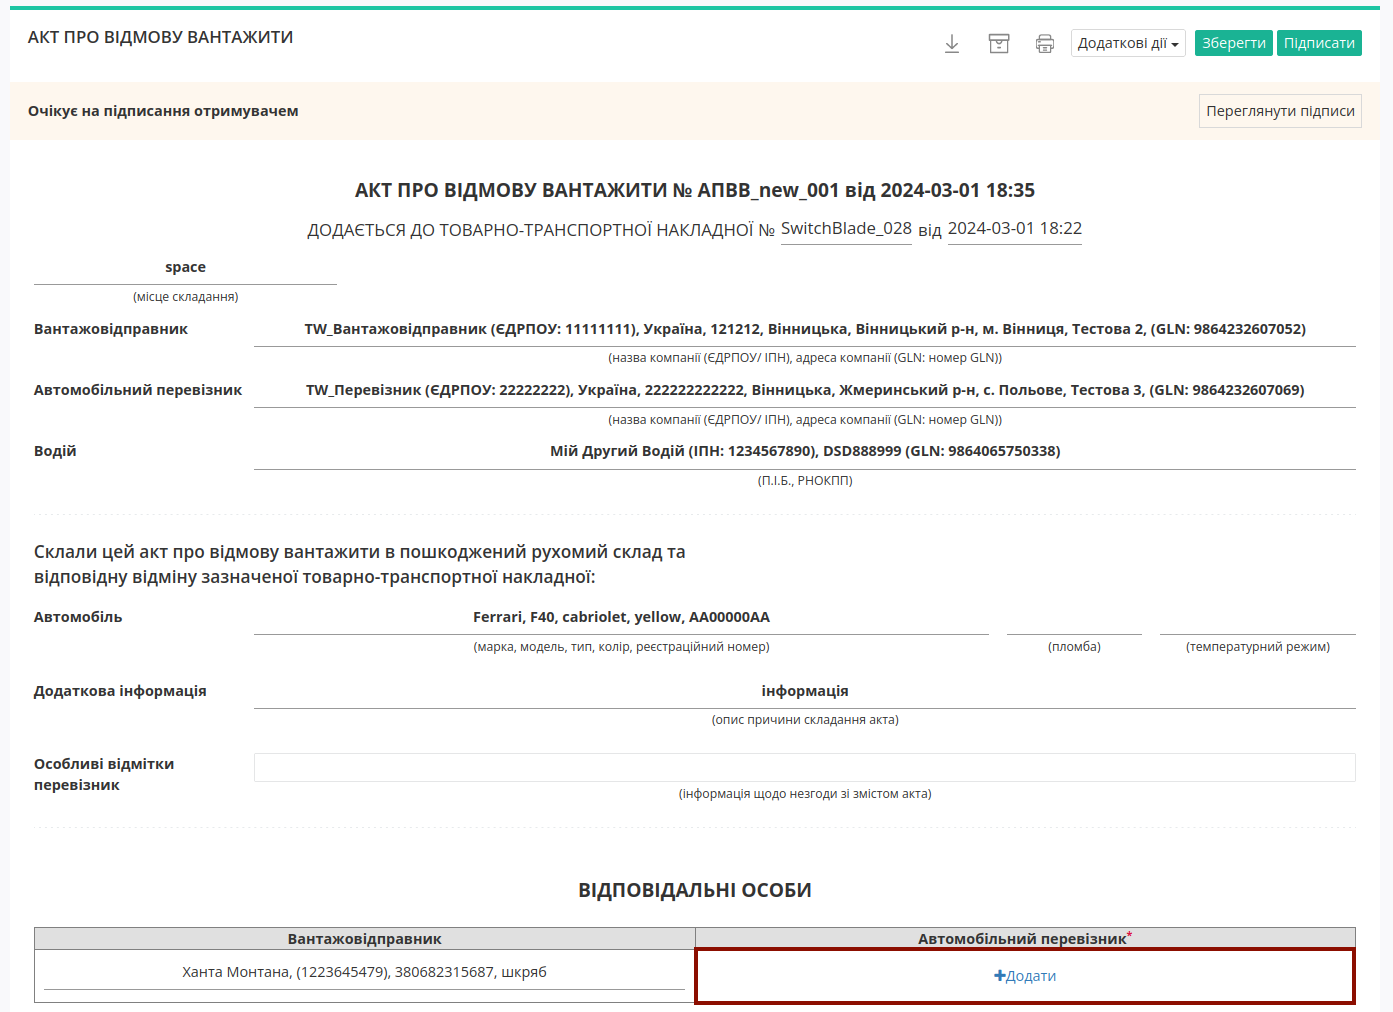 АКТ ПРО ВІДМОВУ ВАНТАЖИТИ
Додаткові дії
Зберегти
Підписати
Очікує на підписання отримувачем
Переглянути підписи
АКТ ПРО ВІДМОВУ ВАНТАЖИТИ № АПВВ_new_001 від 2024-03-01 18:35
ДОДАЄТЬСЯ ДО ТОВАРНО-ТРАНСПОРТНОЇ НАКЛАДНОЇ № SwitchBlade_028 від 2024-03-01 18:22
space
(місце складання)
Вантажовідправник TW_Вантажовідправник (ЄДРПОУ: 11111111), Україна, 121212, Вінницька, Вінницький р-н, м. Вінниця, Тестова 2, (GLN: 9864232607052)
(назва компанії (ЄДРПОУ/ ІПН), адреса компанії (GLN: номер GLN))
Автомобільний перевізник TW_Перевізник (ЄДРПОУ: 22222222), Україна, 222222222222, Вінницька, Жмеринський р-н, с. Польове, Тестова 3, (GLN: 9864232607069)
(назва компанії (ЄДРПОУ/ ІПН), адреса компанії (GLN: номер GLN))
Водій Мій Другий Водій (ІПН: 1234567890), DSD888999 (GLN: 9864065750338)
(П.І.Б., РНОКПП)
Склали цей акт про відмову вантажити в пошкоджений рухомий склад та
відповідну відміну зазначеної товарно-транспортної накладної:
Автомобіль Ferrari, F40, cabriolet, yellow, AA00000AA
(марка, модель, тип, колір, реєстраційний номер) (пломба) (температурний режим)
Додаткова інформація інформація
(опис причини складання акта)
Особливі відмітки
перевізник
(інформація щодо незгоди зі змістом акта)
ВІДПОВІДАЛЬНІ ОСОБИ
Вантажовідправник Автомобільний перевізник*
Ханта Монтана, (1223645479), 380682315687, шкряб
Додати